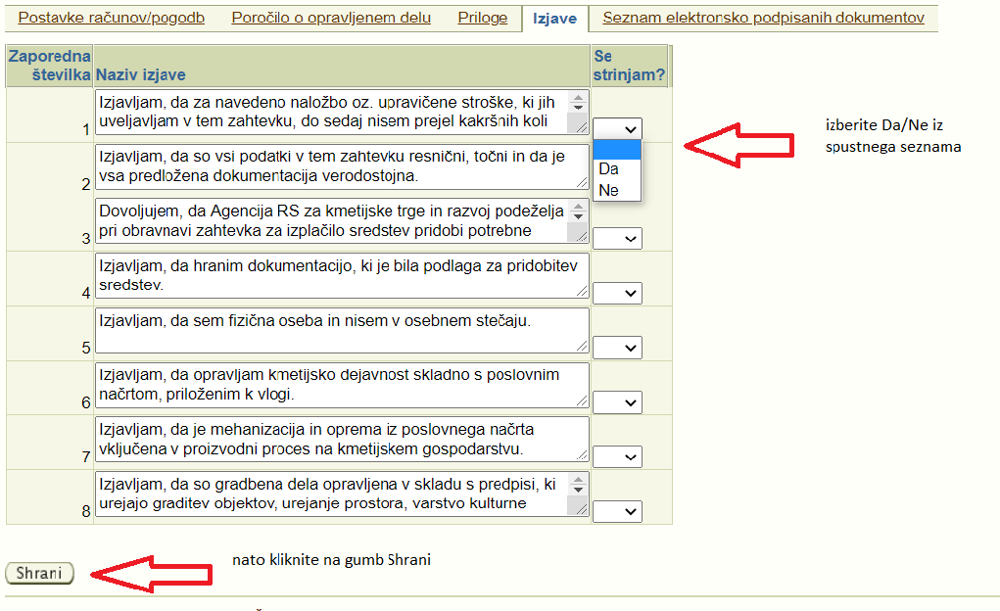 Postavke računov/pogodb Poročilo o opravljenem delu Priloge Izjave Seznam elektronsko podpisanih dokumentov
Zaporedna številka Naziv izjave Se strinjam?
Izjavljam, da za navedeno naložbo oz. upravičene stroške, ki jih
1 uveljavljam v tem zahtevku, do sedaj nisem prejel kakršnih koli
izberite Da/Ne iz
spustnega seznama
Izjavljam, da so vsi podatki v tem zahtevku resnični, točni in da je
2 vsa predložena dokumentacija verodostojna.
Da
Ne
Dovoljujem, da Agencija RS za kmetijske trge in razvoj podeželja
3 pri obravnavi zahtevka za izplačilo sredstev pridobi potrebne
Izjavljam, da hranim dokumentacijo, ki je bila podlaga za pridobitev
4 sredstev.
Izjavljam, da sem fizična oseba in nisem v osebnem stečaju.
5
Izjavljam, da opravljam kmetijsko dejavnost skladno s poslovnim
6 načrtom, priloženim k vlogi.
Izjavljam, da je mehanizacija in oprema iz poslovnega načrta
7 vključena v proizvodni proces na kmetijskem gospodarstvu.
Izjavljam, da so gradbena dela opravljena v skladu s predpisi, ki
8 urejajo graditev objektov, urejanje prostora, varstvo kulturne
nato kliknite na gumb Shrani
Shrani